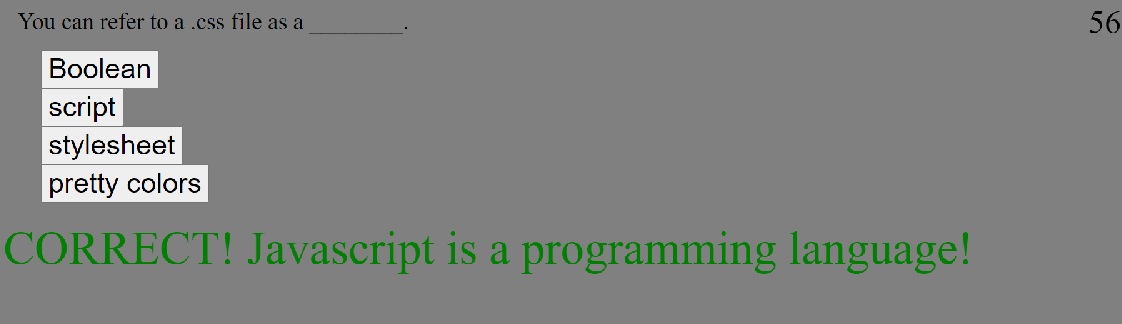 You can refer to a .css file as a ________.
56
Boolean
script
stylesheet
pretty colors
CORRECT! Javascript is a programming language!